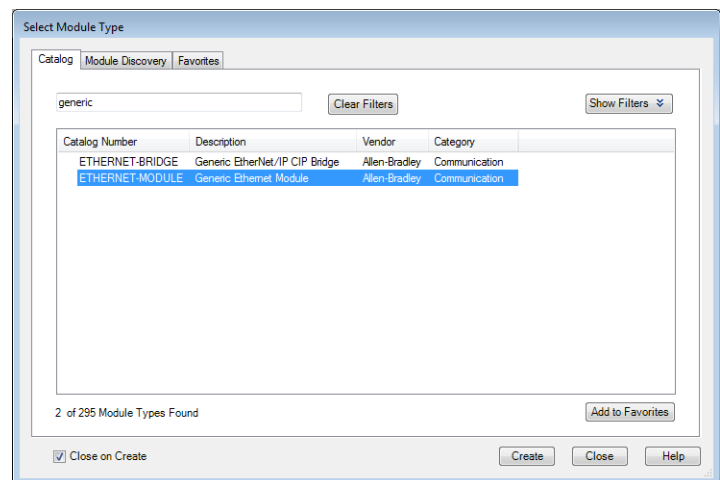 Select Module Type
Catalog Module Discovery Favorites
generic Clear Filters Show Filters
Catalog Number Description Vendor Category
ETHERNET-BRIDGE Generic EtherNet/IP CIP Bridge Allen-Bradley Communication
ETHERNET-MODULE Generic Ethernet Module Allen-Bradley Communication
2 of 295 Module Types Found Add to Favorites
Close on Create Create Close Help